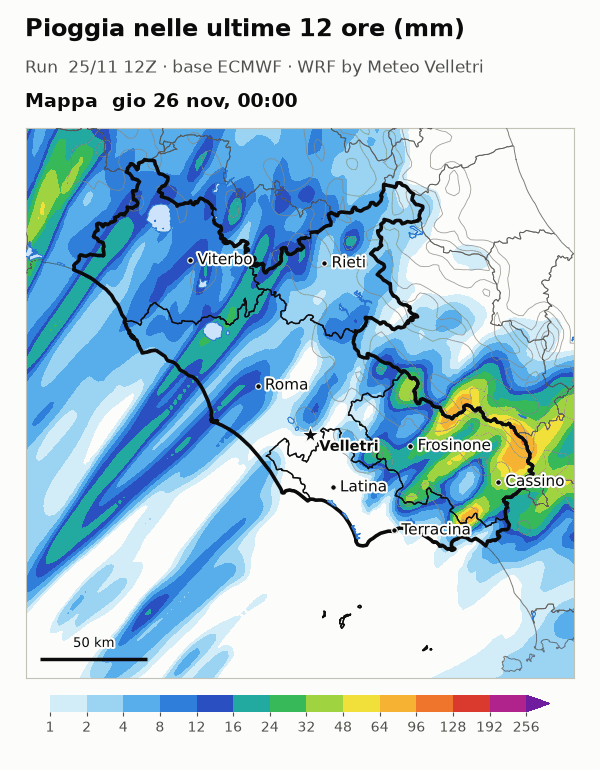 Pioggia nelle ultime 12 ore (mm)
Run 25/11 12Z · base ECMWF · WRF by Meteo Velletri
Mappa gio 26 nov, 00:00
Viterbo
Rieti
Roma
Velletri
Frosinone
Cassino
Latina
Terracina
50 km
1 2 4 8 12 16 24 32 48 64 96 128 192 256